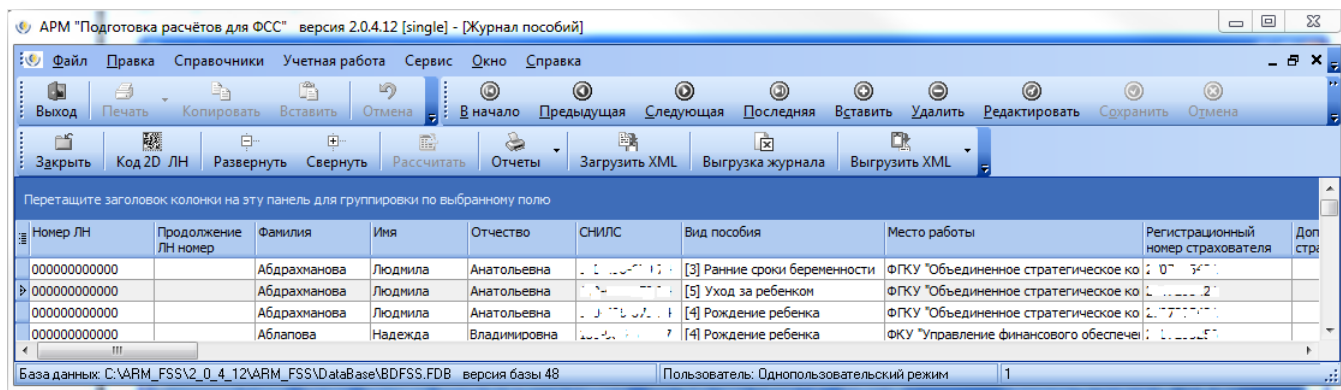 АРМ "Подготовка расчётов для ФСС" версия 2.0.4.12 [single] - [Журнал пособий]
Файл Правка Справочники Учетная работа Сервис Окно Справка
Выход Печать Копировать Вставить Отмена В начало Предыдущая Следующая Последняя Вставить Удалить Редактировать Сохранить Отмена
Закрыть Код 2D ЛН Развернуть Свернуть Рассчитать Отчеты Загрузить XML Выгрузка журнала Выгрузить XML
Перетащите заголовок колонки на эту панель для группировки по выбранному полю
Номер ЛН Продолжение ЛН номер Фамилия Имя Отчество СНИЛС Вид пособия Место работы Регистрационный номер страхователя Доп стра
000000000000 Абдрахманова Людмила Анатольевна [3] Ранние сроки беременности ФГКУ "Объединенное стратегическое ко
000000000000 Абдрахманова Людмила Анатольевна [5] Уход за ребенком ФГКУ "Объединенное стратегическое ко
000000000000 Абдрахманова Людмила Анатольевна [4] Рождение ребенка ФГКУ "Объединенное стратегическое ко
000000000000 Аблапова Надежда Владимировна [4] Рождение ребенка ФКУ "Управление финансового обеспечен
База данных: C:\ARM_FSS\2_0_4_12\ARM_FSS\DataBase\BDFSS.FDB версия базы 48 Пользователь: Однопользовательский режим 1